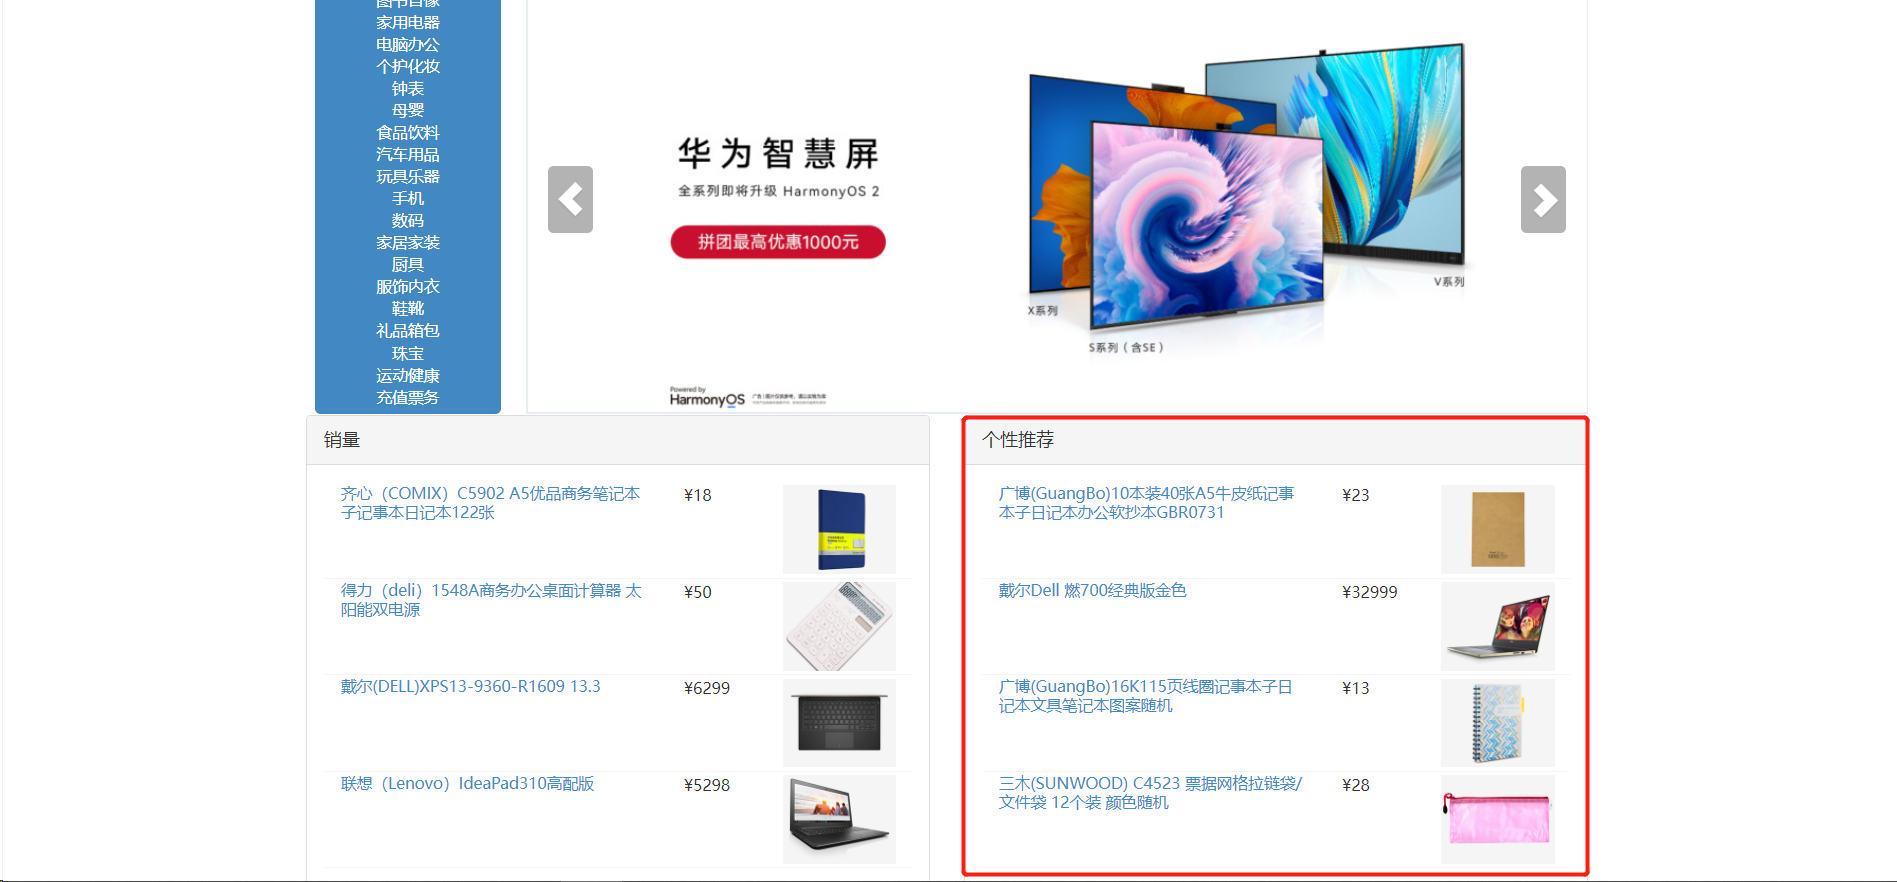 家用电器
电脑办公
个护化妆
钟表
母婴
食品饮料
汽车用品
玩具乐器
手机
数码
家居家装
厨具
服饰内衣
鞋靴
礼品箱包
珠宝
运动健康
充值票务
华为智慧屏
全系列即将升级 HarmonyOS 2
拼团最高优惠1000元
X系列
S系列（含SE）
V系列
Powered by
HarmonyOS
销量
齐心（COMIX）C5902 A5优品商务笔记本
子记事本日记本122张
¥18
得力（deli）1548A商务办公桌面计算器 太
阳能双电源
¥50
戴尔(DELL)XPS13-9360-R1609 13.3
¥6299
联想（Lenovo）IdeaPad310高配版
¥5298
个性推荐
广博(GuangBo)10本装40张A5牛皮纸记事
本子日记本办公软抄本GBR0731
¥23
戴尔Dell 燃700经典版金色
¥32999
广博(GuangBo)16K115页线圈记事本子日
记本文具笔记本图案随机
¥13
三木(SUNWOOD) C4523 票据网格拉链袋/
文件袋 12个装 颜色随机
¥28